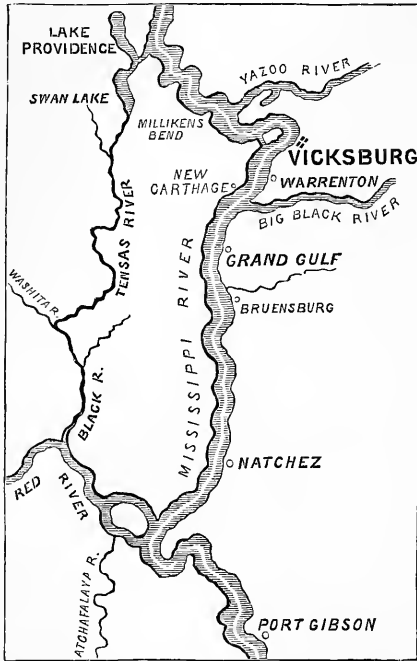 LAKE
PROVIDENCE
YAZOO RIVER
SWAN LAKE
MILLIKENS
BEND
VICKSBURG
NEW
CARTHAGE
WARRENTON
BIG BLACK RIVER
TENSAS RIVER
GRAND GULF
WASHITA R.
MISSISSIPPI RIVER
BRUENSBURG
BLACK R.
NATCHEZ
RED RIVER
ATCHAFALAYA R.
PORT GIBSON